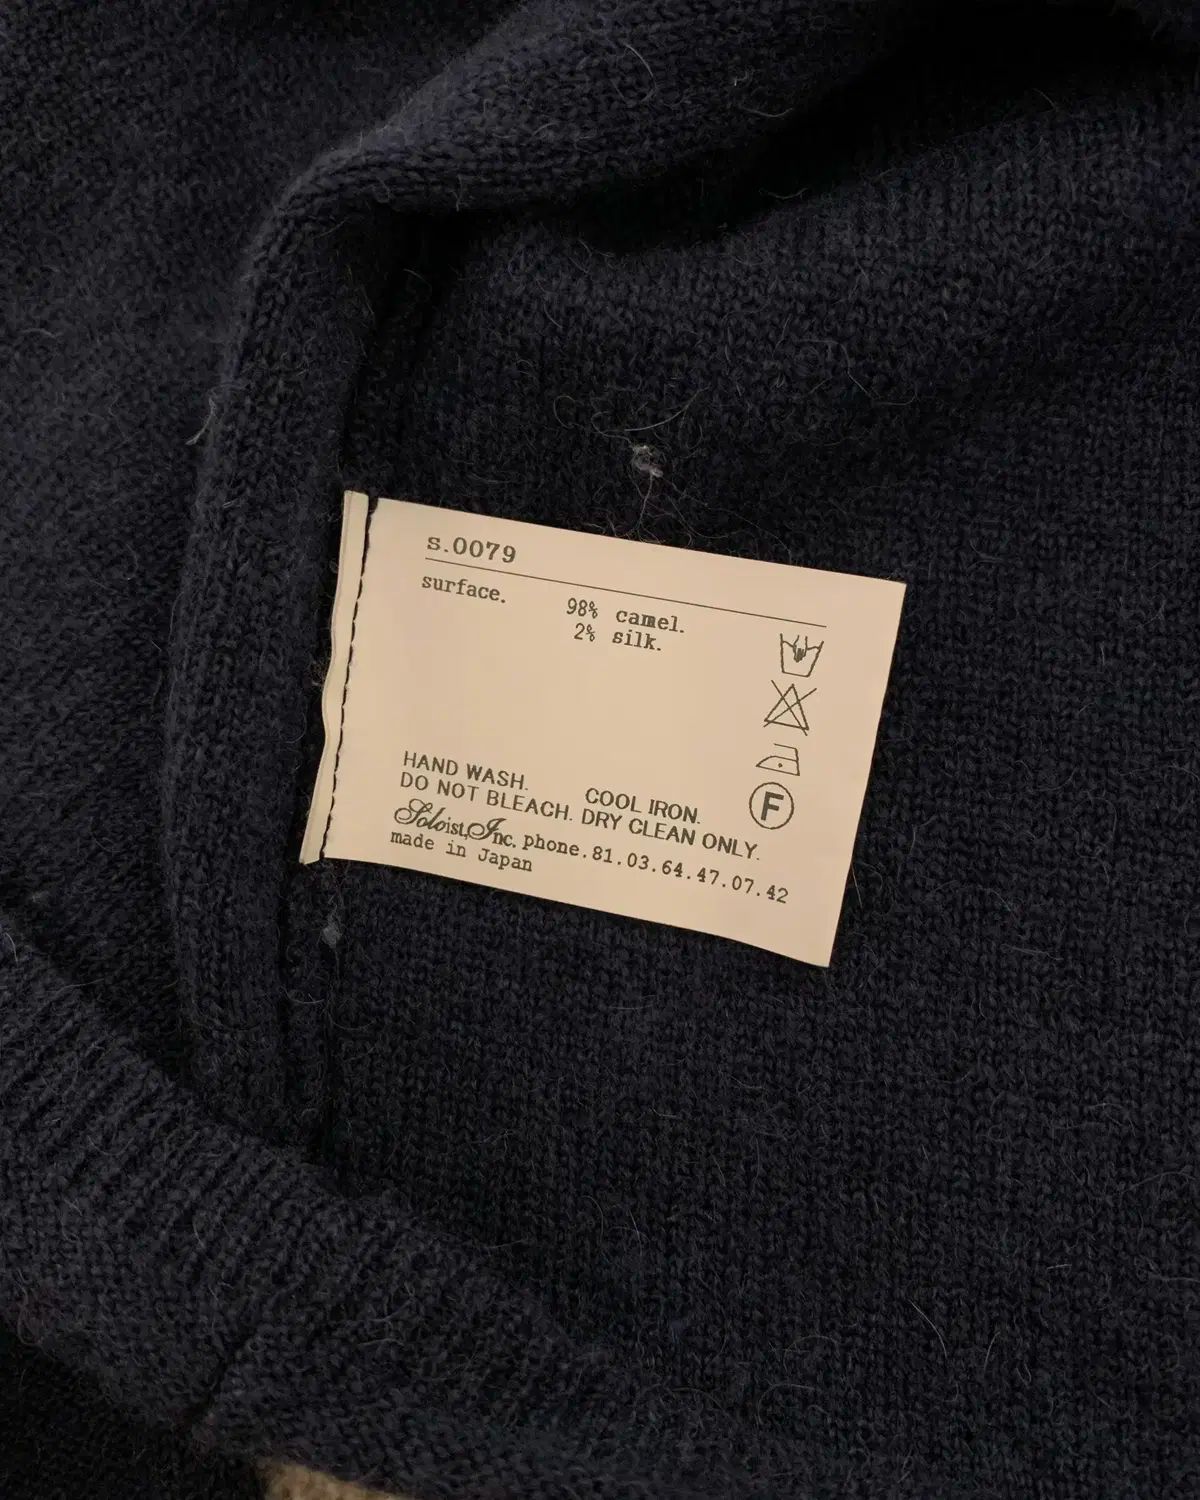 s.0079
surface. 98% camel.
2% silk.
HAND WASH. COOL IRON.
DO NOT BLEACH. DRY CLEAN ONLY.
Soloist, Inc. phone.81.03.64.47.07.42
made in Japan
F